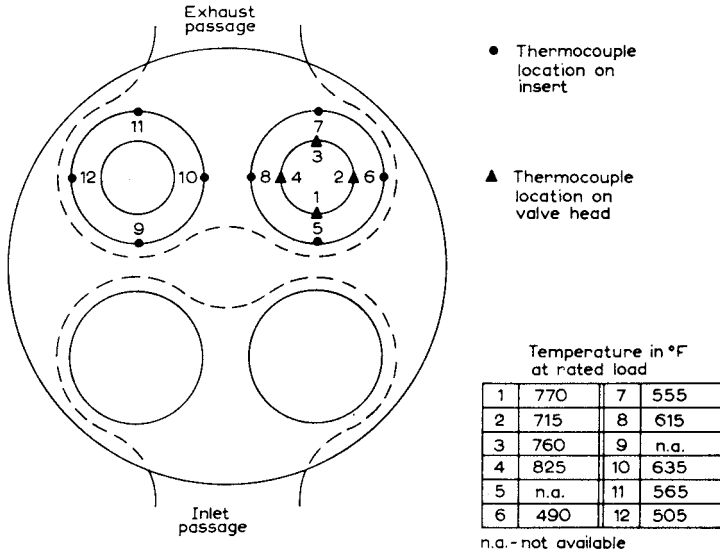 Exhaust
passage
Thermocouple
location on
insert
11
7
3
12
10
8
4
2
6
1
9
5
Thermocouple
location on
valve head
Inlet
passage
Temperature in °F
at rated load
1 770 7 555
2 715 8 615
3 760 9 n.a.
4 825 10 635
5 n.a. 11 565
6 490 12 505
n.a.- not available